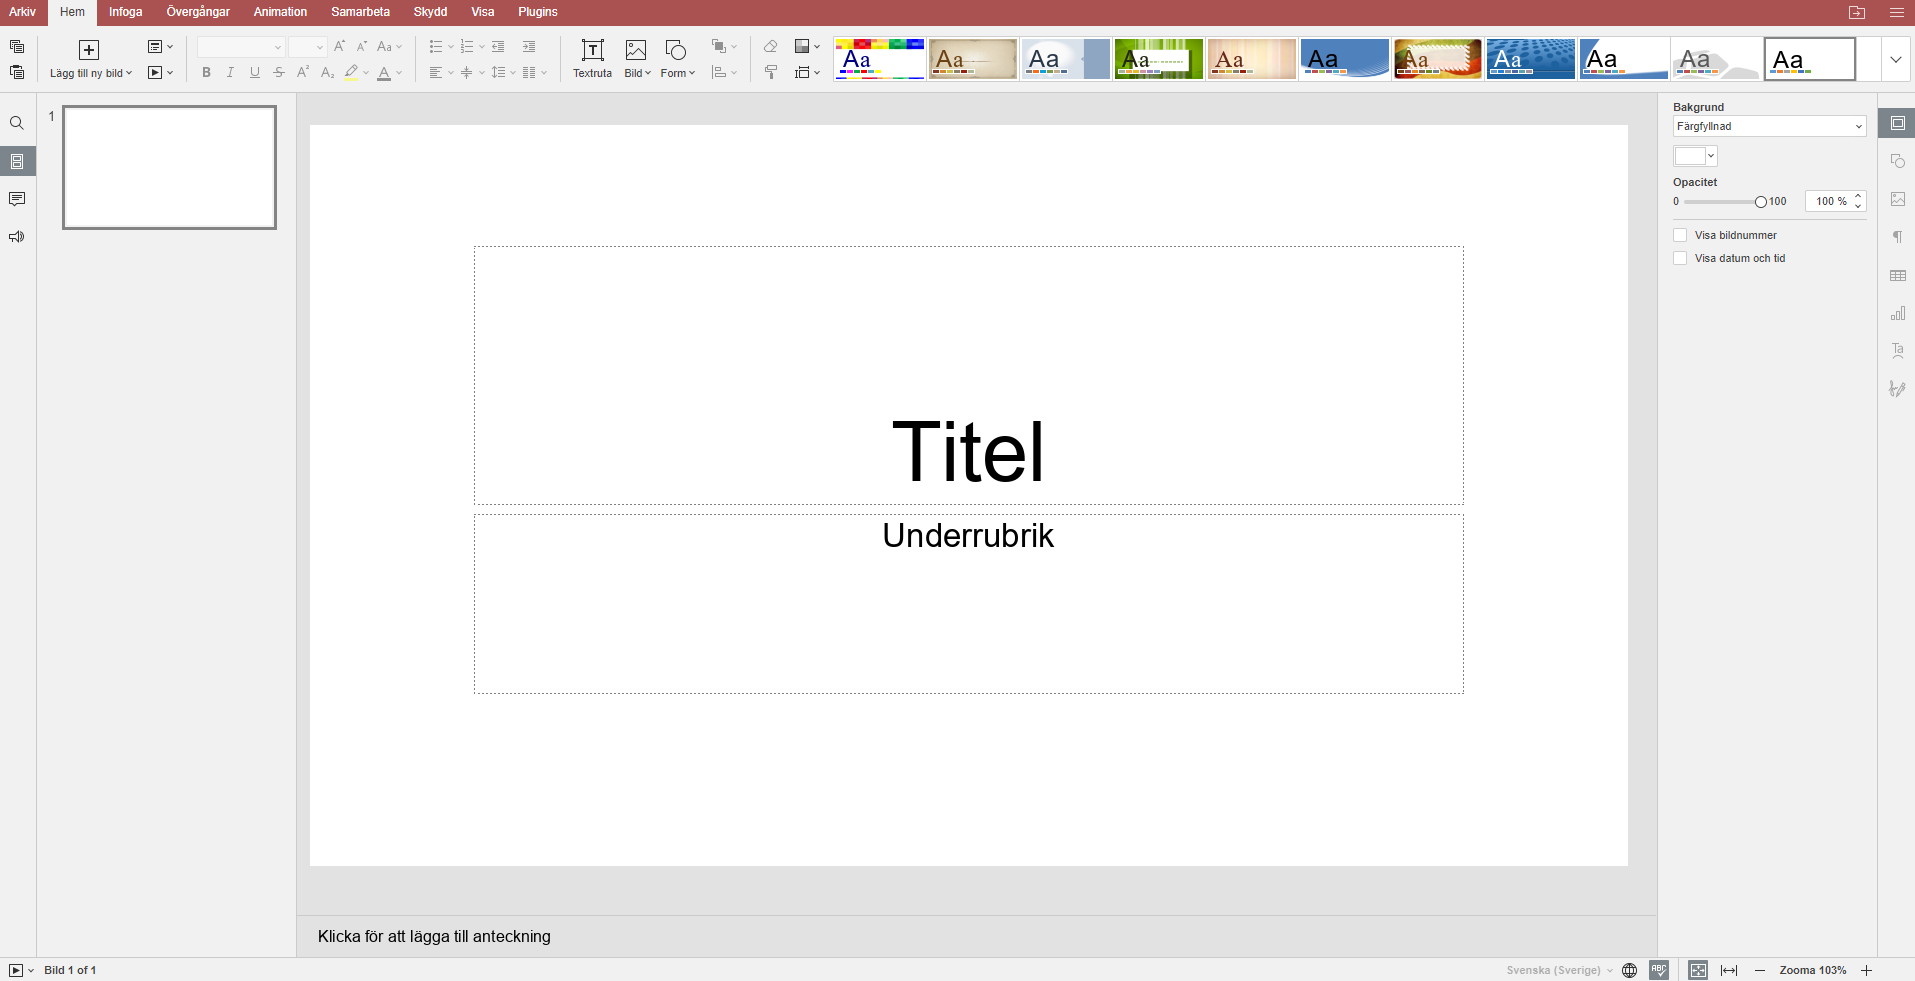 Arkiv Hem Infoga Övergångar Animation Samarbeta Skydd Visa Plugins
Lägg till ny bild
Textruta Bild Form
Aa Aa Aa Aa Aa Aa Aa Aa Aa Aa Aa
1
Titel
Underrubrik
Klicka för att lägga till anteckning
Bakgrund
Färgfyllnad
Opacitet
0 100 100 %
Visa bildnummer
Visa datum och tid
Bild 1 of 1
Svenska (Sverige) ABC Zooma 103%